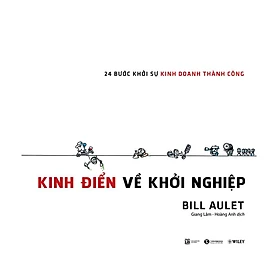 24 BƯỚC KHỞI SỰ KINH DOANH THÀNH CÔNG
KINH ĐIỂN VỀ KHỞI NGHIỆP
BILL AULET
Giang Lâm - Hoàng Anh dịch
WILEY